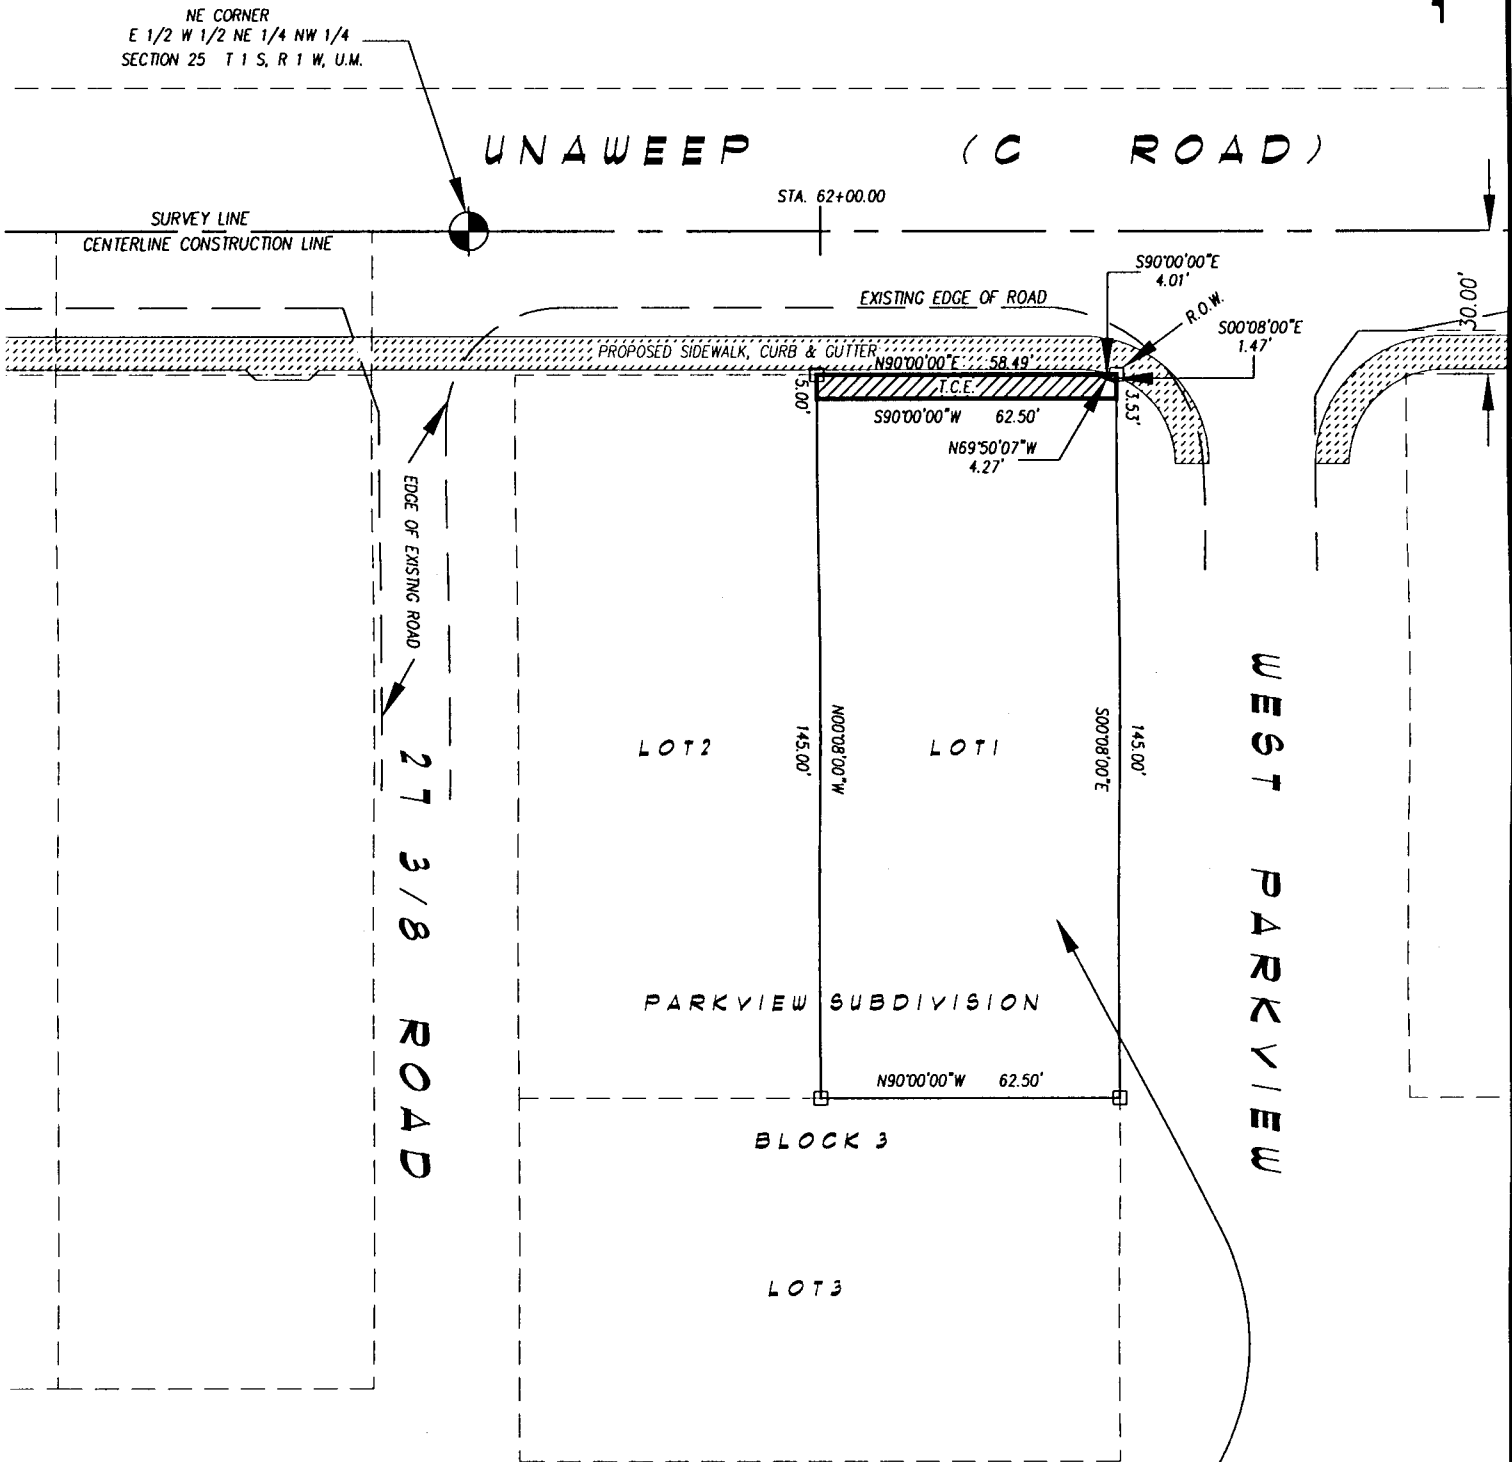 NE CORNER
E 1/2 W 1/2 NE 1/4 NW 1/4
SECTION 25 T 1 S, R 1 W, U.M.
UNAWEEP (C ROAD)
STA. 62+00.00
SURVEY LINE
CENTERLINE CONSTRUCTION LINE
S90°00'00"E
4.01'
EXISTING EDGE OF ROAD
R.O.W.
S00°08'00"E
1.47'
30.00'
PROPOSED SIDEWALK, CURB & GUTTER
N90°00'00"E 58.49'
T.C.E.
5.00'
3.53'
S90°00'00"W 62.50'
N69°50'07"W
4.27'
EDGE OF EXISTING ROAD
27 3/8 ROAD
LOT 2
145.00'
N00°08'00"W
LOT 1
S00°08'00"E
145.00'
WEST PARKVIEW
PARKVIEW SUBDIVISION
N90°00'00"W 62.50'
BLOCK 3
LOT 3